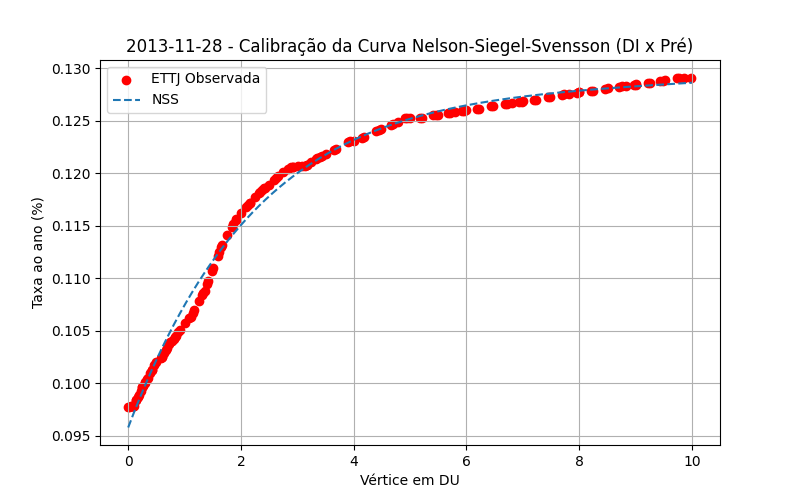 2013-11-28 - Calibração da Curva Nelson-Siegel-Svensson (DI x Pré)
0.130
0.125
0.120
0.115
0.110
0.105
0.100
0.095
Taxa ao ano (%)
ETTJ Observada
NSS
0 2 4 6 8 10
Vértice em DU